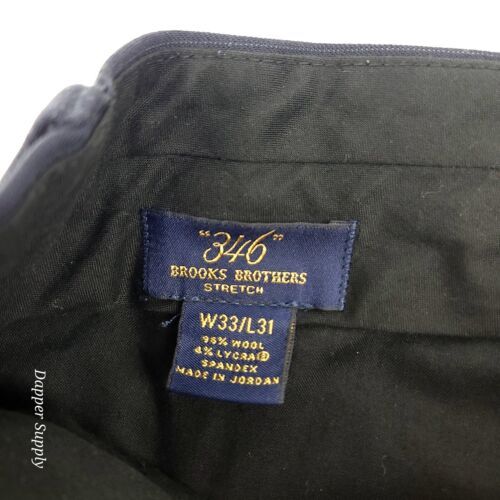 "346"
BROOKS BROTHERS
STRETCH
W33/L31
96% WOOL
4% LYCRA®
SPANDEX
MADE IN JORDAN
Dapper Supply